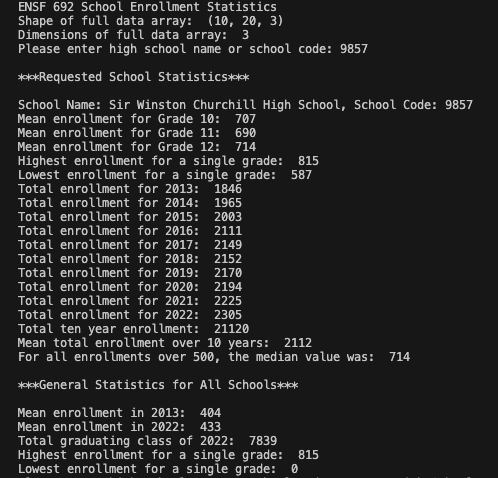 ENSF 692 School Enrollment Statistics
Shape of full data array:  (10, 20, 3)
Dimensions of full data array:  3
Please enter high school name or school code: 9857
***Requested School Statistics***
School Name: Sir Winston Churchill High School, School Code: 9857
Mean enrollment for Grade 10:  707
Mean enrollment for Grade 11:  690
Mean enrollment for Grade 12:  714
Highest enrollment for a single grade:  815
Lowest enrollment for a single grade:  587
Total enrollment for 2013:  1846
Total enrollment for 2014:  1965
Total enrollment for 2015:  2003
Total enrollment for 2016:  2111
Total enrollment for 2017:  2149
Total enrollment for 2018:  2152
Total enrollment for 2019:  2170
Total enrollment for 2020:  2194
Total enrollment for 2021:  2225
Total enrollment for 2022:  2305
Total ten year enrollment:  21120
Mean total enrollment over 10 years:  2112
For all enrollments over 500, the median value was:  714
***General Statistics for All Schools***
Mean enrollment in 2013:  404
Mean enrollment in 2022:  433
Total graduating class of 2022:  7839
Highest enrollment for a single grade:  815
Lowest enrollment for a single grade:  0